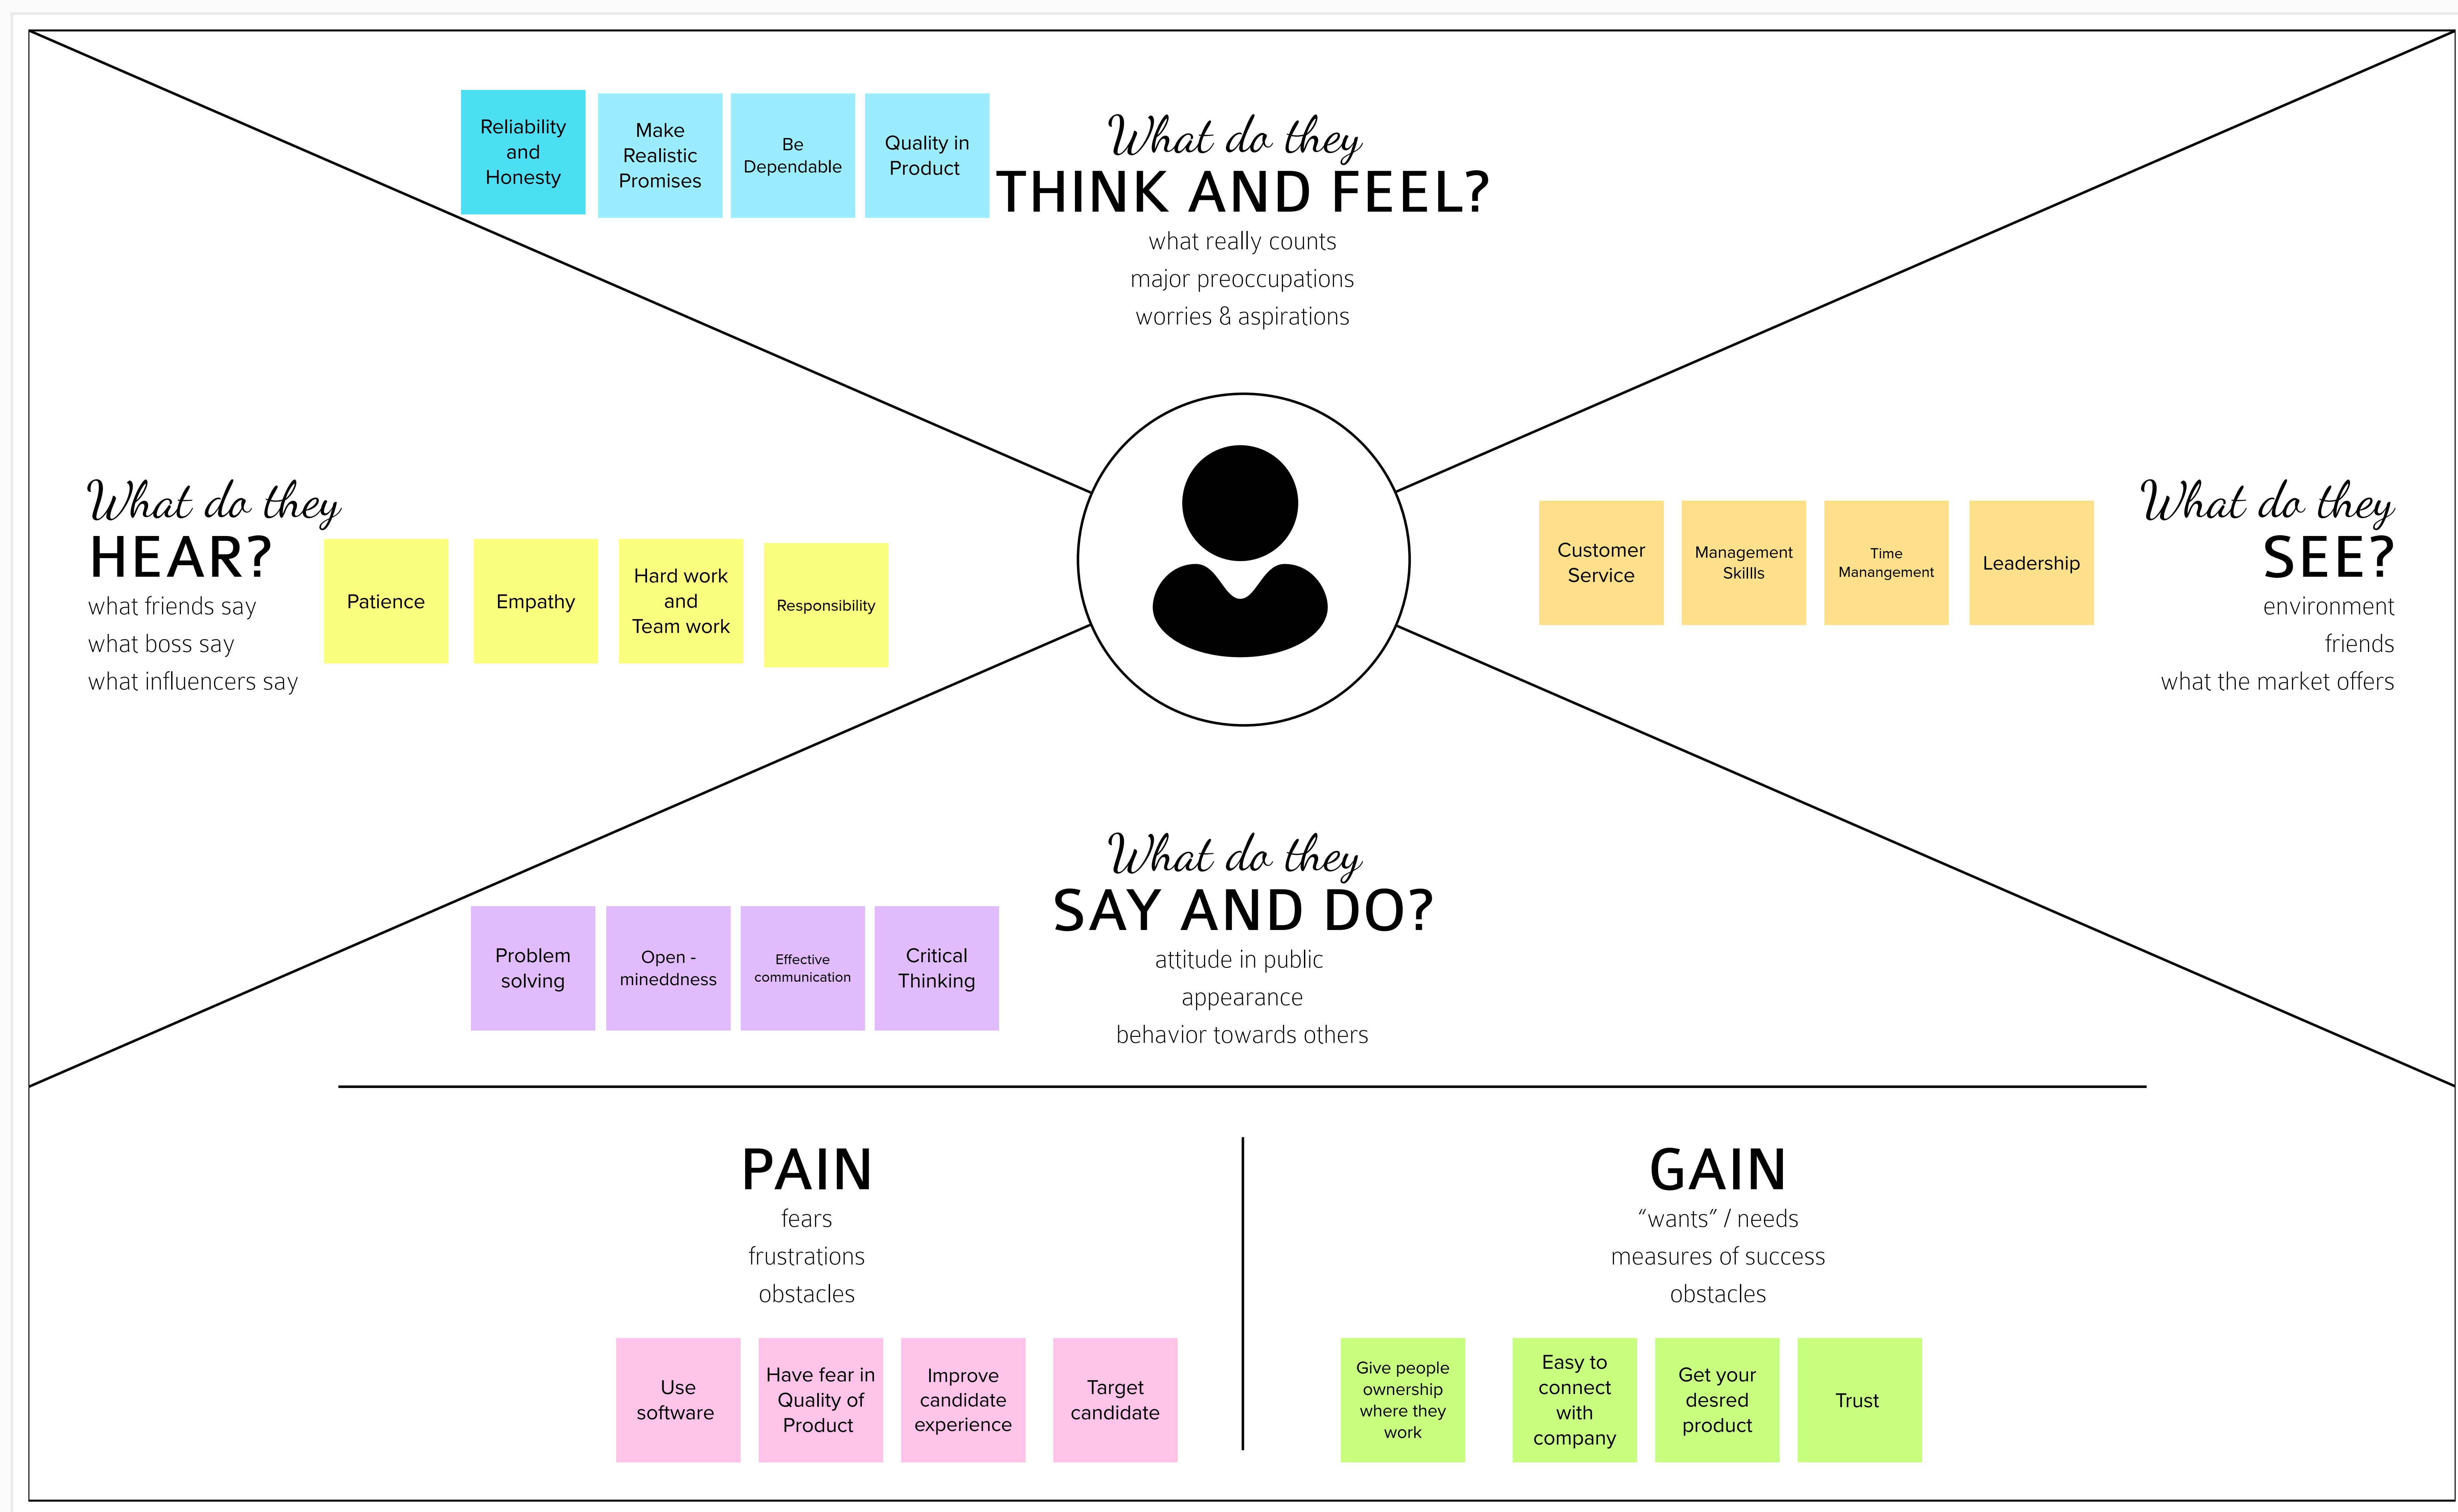 Reliability
and
Honesty
Make
Realistic
Promises
Be
Dependable
Quality in
Product
What do they
THINK AND FEEL?
what really counts
major preoccupations
worries & aspirations
What do they
HEAR?
what friends say
what boss say
what influencers say
Patience
Empathy
Hard work
and
Team work
Responsibility
Customer
Service
Management
Skillls
Time
Manangement
Leadership
What do they
SEE?
environment
friends
what the market offers
What do they
SAY AND DO?
attitude in public
appearance
behavior towards others
Problem
solving
Open -
mineddness
Effective
communication
Critical
Thinking
PAIN
fears
frustrations
obstacles
Use
software
Have fear in
Quality of
Product
Improve
candidate
experience
Target
candidate
GAIN
“wants” / needs
measures of success
obstacles
Give people
ownership
where they
work
Easy to
connect
with
company
Get your
desred
product
Trust